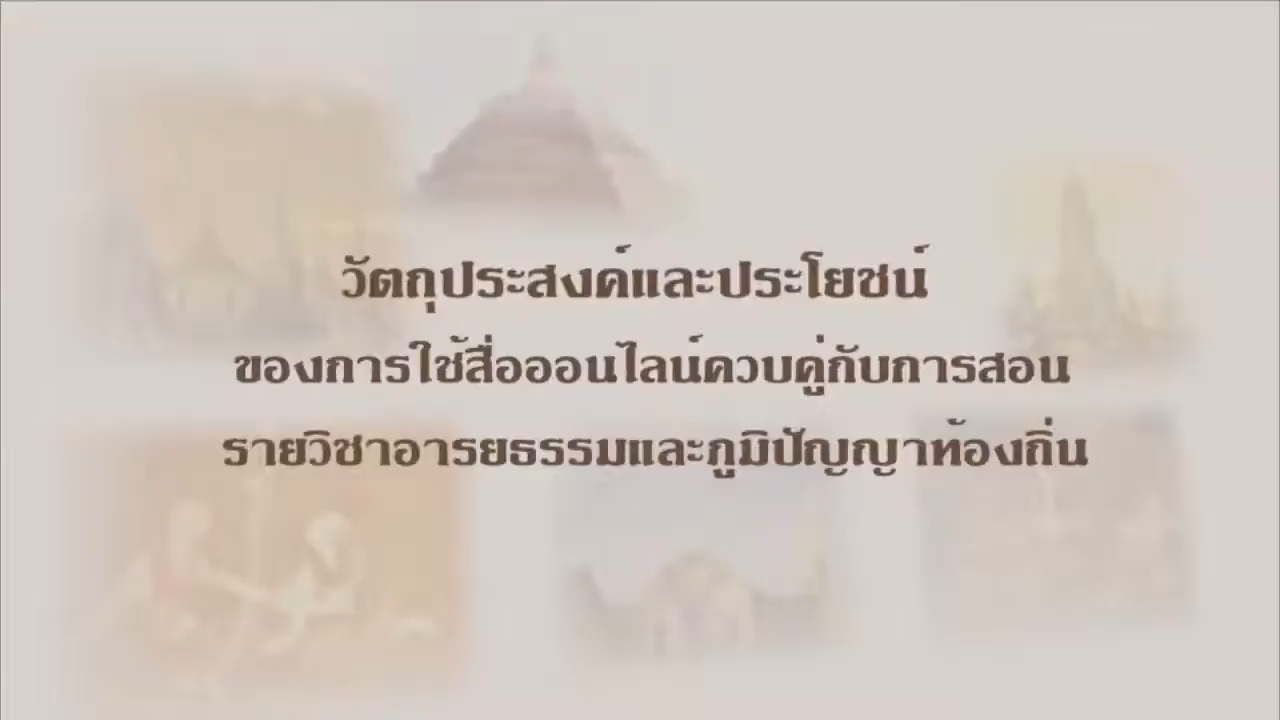 วัตถุประสงค์และประโยชน์
ของการใช้สื่อออนไลน์ควบคู่กับการสอน
รายวิชาอารยธรรมและภูมิปัญญาท้องถิ่น